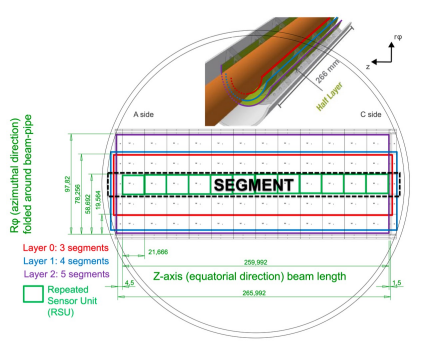 rφ
z
266 mm
Half Layer
A side
C side
Rφ (azimuthal direction)
folded around beam-pipe
97,82
78,256
58,692
19,564
SEGMENT
Layer 0: 3 segments
Layer 1: 4 segments
Layer 2: 5 segments
Repeated
Sensor Unit
(RSU)
21,666
259,992
Z-axis (equatorial direction) beam length
4,5
1,5
265,992